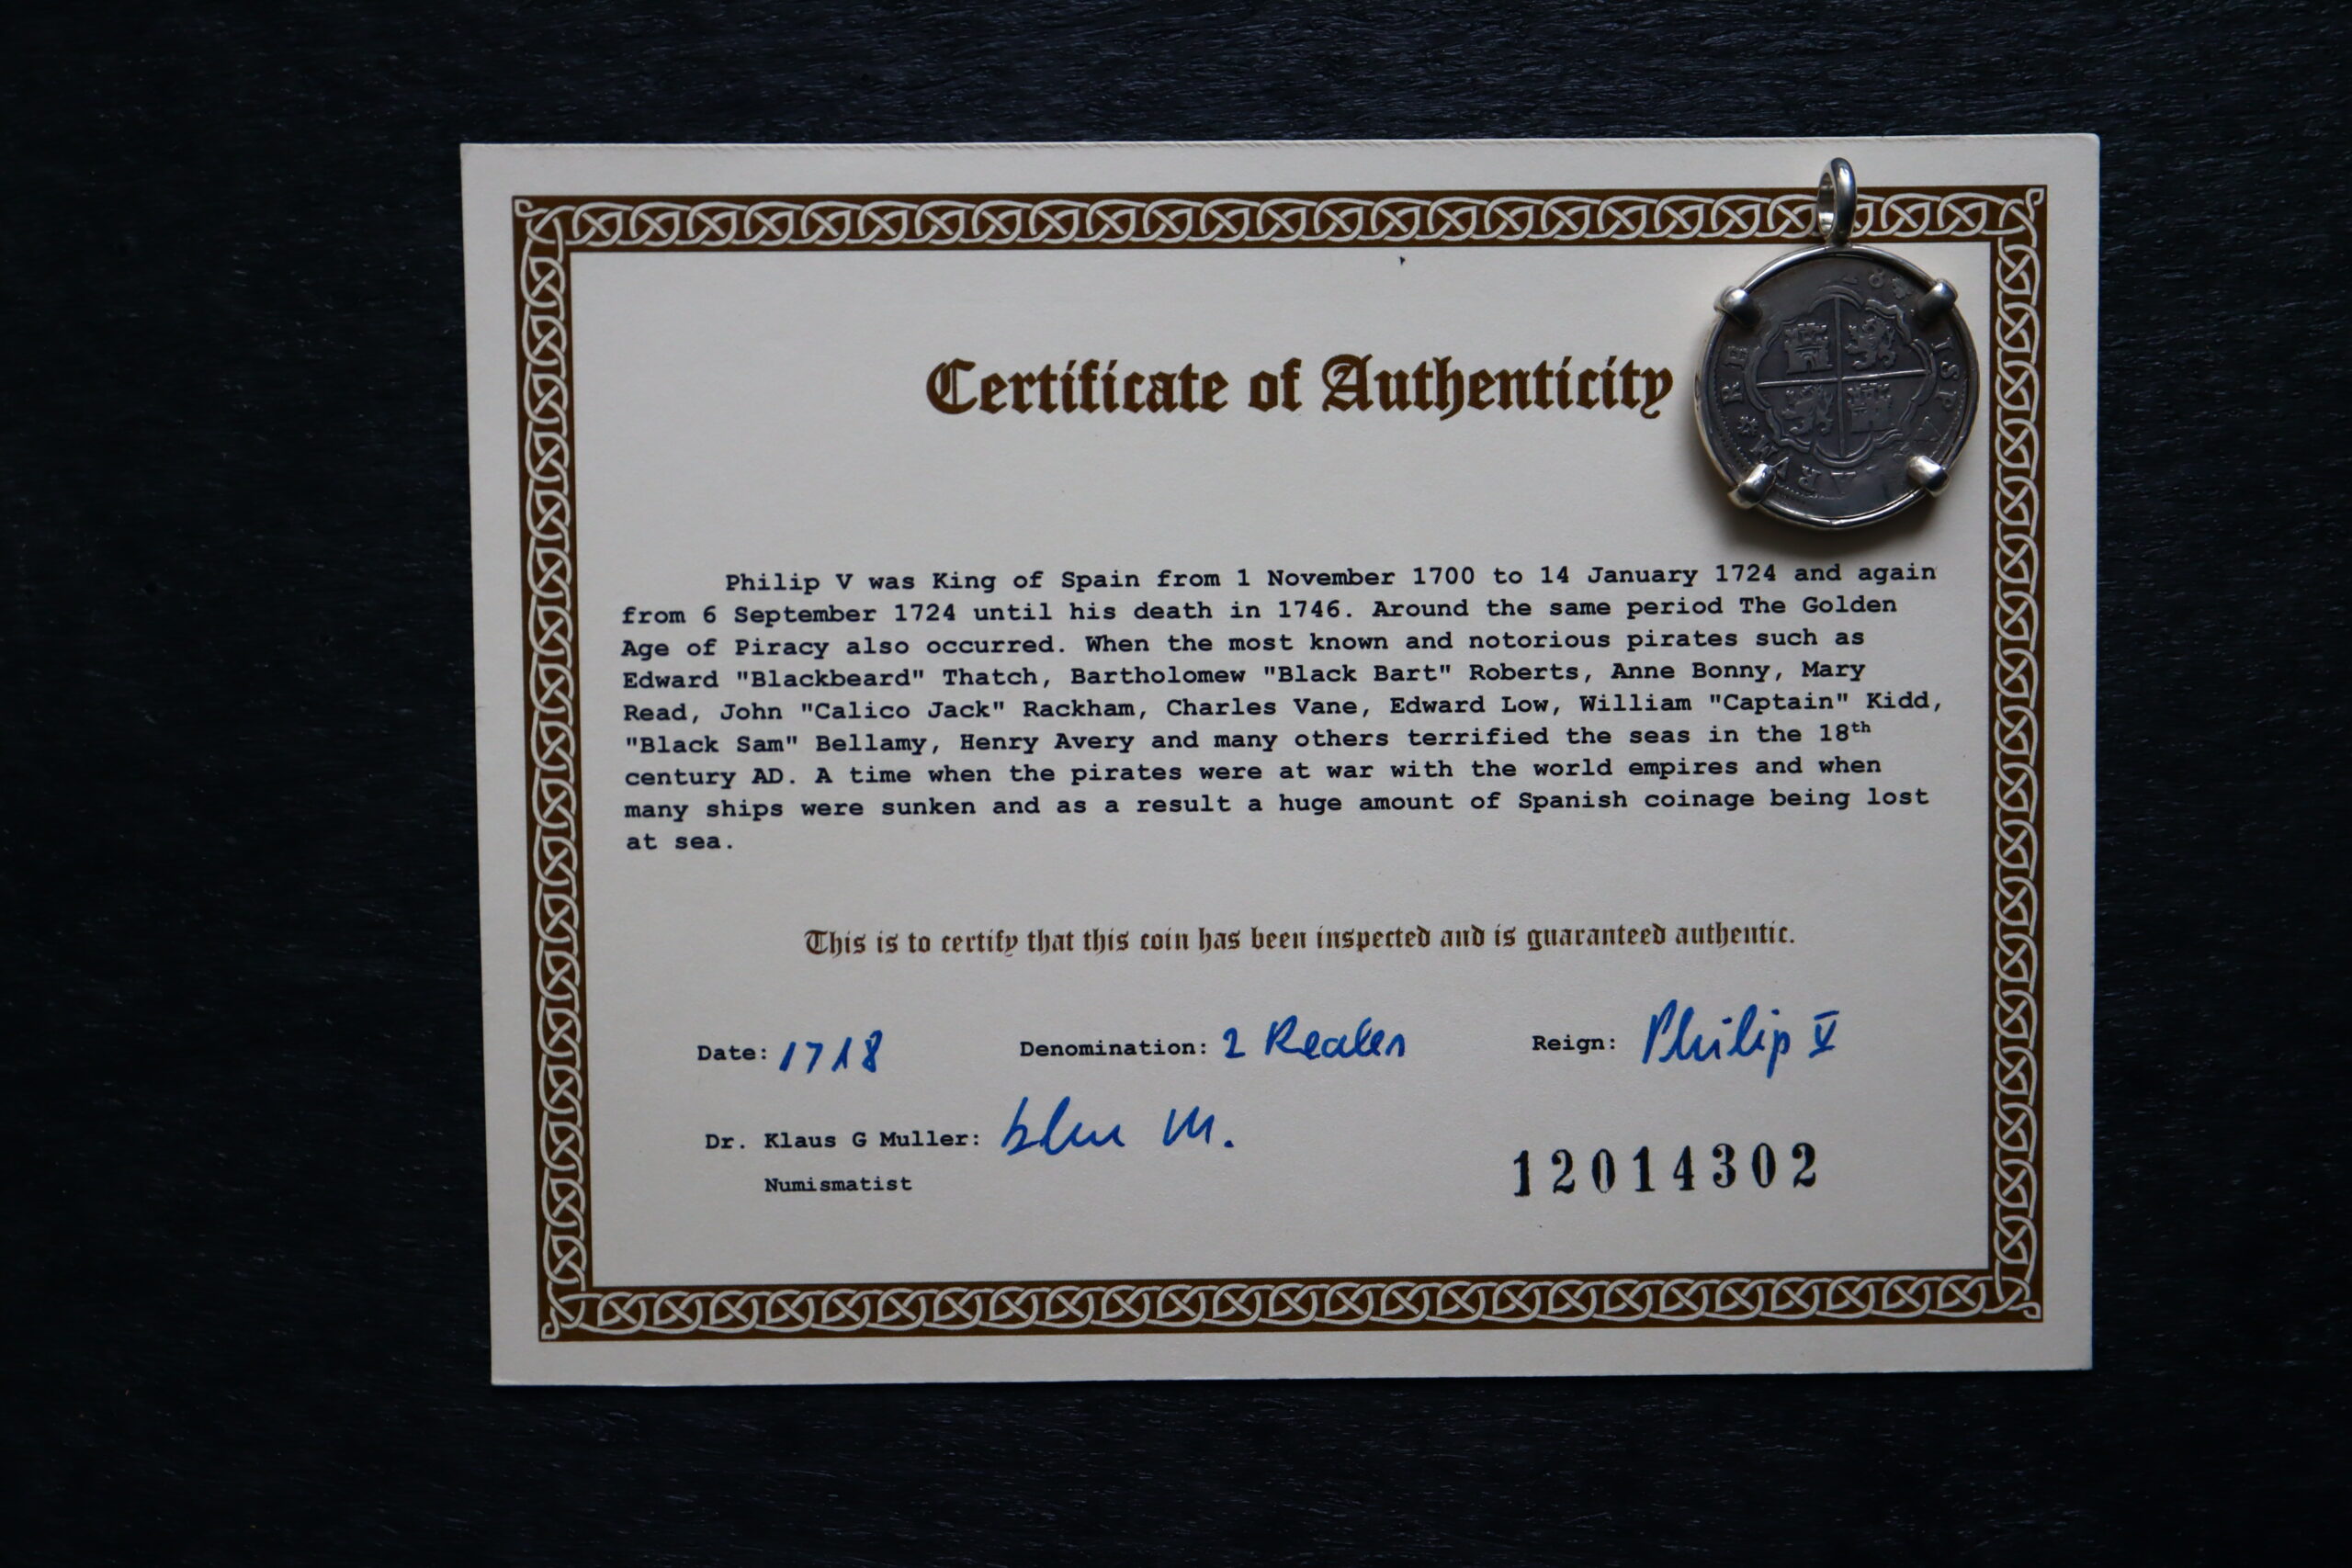 Certificate of Authenticity
Philip V was King of Spain from 1 November 1700 to 14 January 1724 and again
from 6 September 1724 until his death in 1746. Around the same period The Golden
Age of Piracy also occurred. When the most known and notorious pirates such as
Edward "Blackbeard" Thatch, Bartholomew "Black Bart" Roberts, Anne Bonny, Mary
Read, John "Calico Jack" Rackham, Charles Vane, Edward Low, William "Captain" Kidd,
"Black Sam" Bellamy, Henry Avery and many others terrified the seas in the 18th
century AD. A time when the pirates were at war with the world empires and when
many ships were sunken and as a result a huge amount of Spanish coinage being lost
at sea.
This is to certify that this coin has been inspected and is guaranteed authentic.
Date: 1718 Denomination: 2 Reales Reign: Philip V
Dr. Klaus G Muller: M.
Numismatist
12014302
ISPA
ARVM * RE